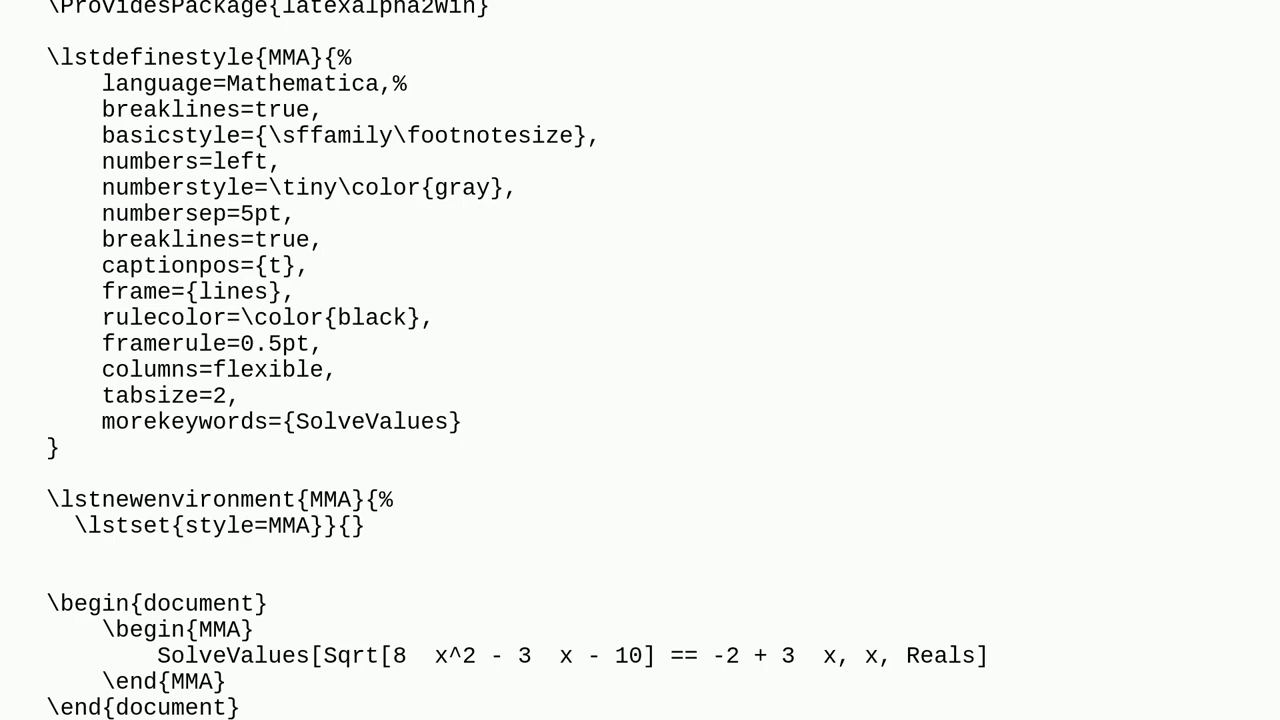 \ProvidesPackage{latexalpha2win}
\lstdefinestyle{MMA}{%
    language=Mathematica,%
    breaklines=true,
    basicstyle={\sffamily\footnotesize},
    numbers=left,
    numberstyle=\tiny\color{gray},
    numbersep=5pt,
    breaklines=true,
    captionpos={t},
    frame={lines},
    rulecolor=\color{black},
    framerule=0.5pt,
    columns=flexible,
    tabsize=2,
    morekeywords={SolveValues}
}
\lstnewenvironment{MMA}{%
  \lstset{style=MMA}}{}
\begin{document}
    \begin{MMA}
        SolveValues[Sqrt[8  x^2 - 3  x - 10] == -2 + 3  x, x, Reals]
    \end{MMA}
\end{document}